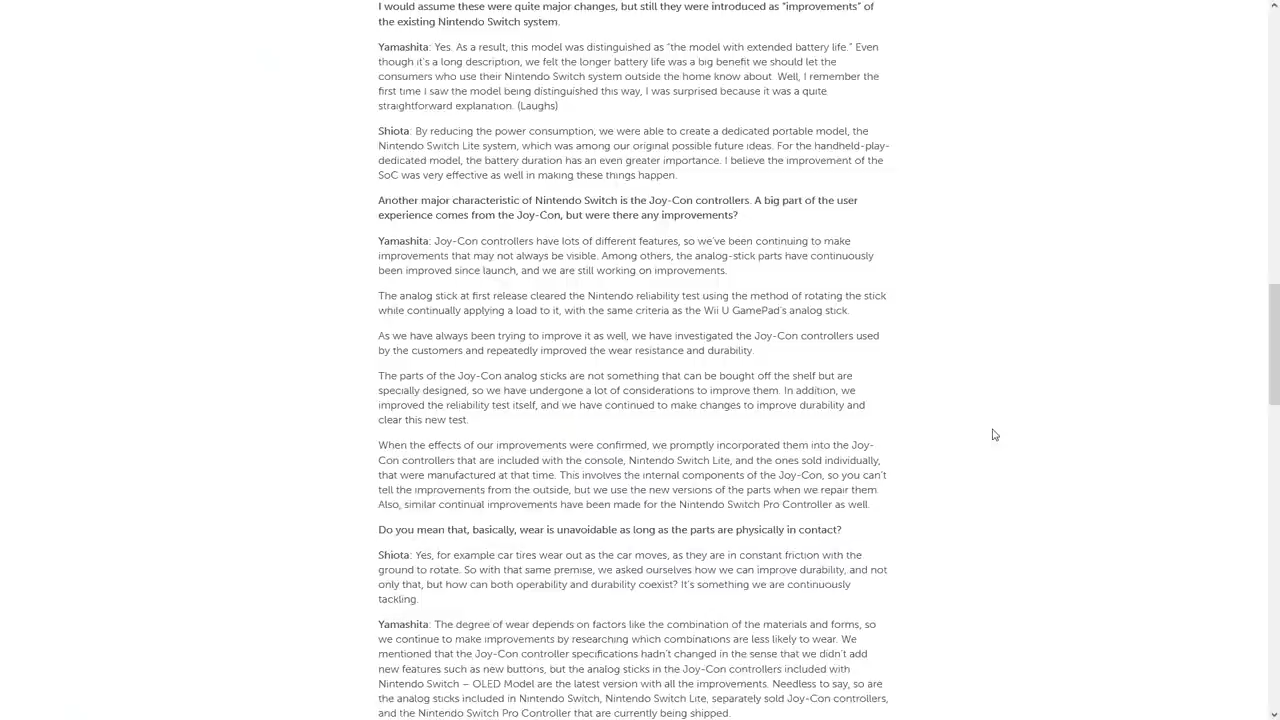 I would assume these were quite major changes, but still they were introduced as “improvements” of
the existing Nintendo Switch system.
Yamashita: Yes. As a result, this model was distinguished as “the model with extended battery life.” Even
though it's a long description, we felt the longer battery life was a big benefit we should let the
consumers who use their Nintendo Switch system outside the home know about. Well, I remember the
first time I saw the model being distinguished this way, I was surprised because it was a quite
straightforward explanation. (Laughs)
Shiota: By reducing the power consumption, we were able to create a dedicated portable model, the
Nintendo Switch Lite system, which was among our original possible future ideas. For the handheld-play-
dedicated model, the battery duration has an even greater importance. I believe the improvement of the
SoC was very effective as well in making these things happen.
Another major characteristic of Nintendo Switch is the Joy-Con controllers. A big part of the user
experience comes from the Joy-Con, but were there any improvements?
Yamashita: Joy-Con controllers have lots of different features, so we've been continuing to make
improvements that may not always be visible. Among others, the analog-stick parts have continuously
been improved since launch, and we are still working on improvements.
The analog stick at first release cleared the Nintendo reliability test using the method of rotating the stick
while continually applying a load to it, with the same criteria as the Wii U GamePad's analog stick.
As we have always been trying to improve it as well, we have investigated the Joy-Con controllers used
by the customers and repeatedly improved the wear resistance and durability.
The parts of the Joy-Con analog sticks are not something that can be bought off the shelf but are
specially designed, so we have undergone a lot of considerations to improve them. In addition, we
improved the reliability test itself, and we have continued to make changes to improve durability and
clear this new test.
When the effects of our improvements were confirmed, we promptly incorporated them into the Joy-
Con controllers that are included with the console, Nintendo Switch Lite, and the ones sold individually,
that were manufactured at that time. This involves the internal components of the Joy-Con, so you can't
tell the improvements from the outside, but we use the new versions of the parts when we repair them.
Also, similar continual improvements have been made for the Nintendo Switch Pro Controller as well.
Do you mean that, basically, wear is unavoidable as long as the parts are physically in contact?
Shiota: Yes, for example car tires wear out as the car moves, as they are in constant friction with the
ground to rotate. So with that same premise, we asked ourselves how we can improve durability, and not
only that, but how can both operability and durability coexist? It's something we are continuously
tackling.
Yamashita: The degree of wear depends on factors like the combination of the materials and forms, so
we continue to make improvements by researching which combinations are less likely to wear. We
mentioned that the Joy-Con controller specifications hadn't changed in the sense that we didn't add
new features such as new buttons, but the analog sticks in the Joy-Con controllers included with
Nintendo Switch – OLED Model are the latest version with all the improvements. Needless to say, so are
the analog sticks included in Nintendo Switch, Nintendo Switch Lite, separately sold Joy-Con controllers,
and the Nintendo Switch Pro Controller that are currently being shipped.